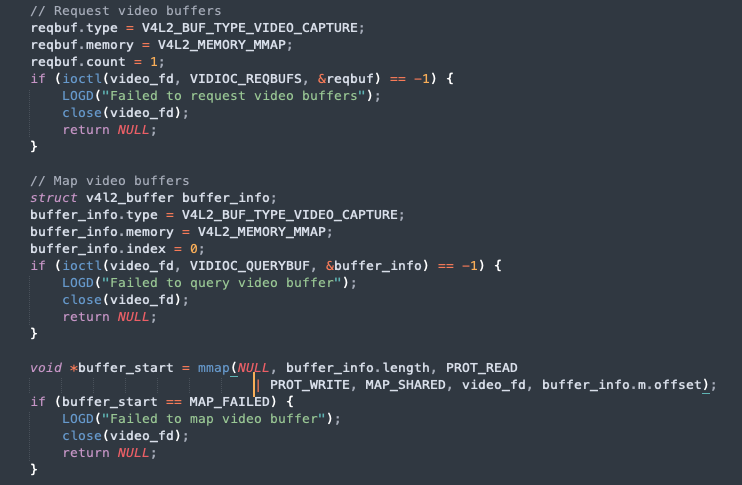 // Request video buffers
reqbuf.type = V4L2_BUF_TYPE_VIDEO_CAPTURE;
reqbuf.memory = V4L2_MEMORY_MMAP;
reqbuf.count = 1;
if (ioctl(video_fd, VIDIOC_REQBUFS, &reqbuf) == -1) {
    LOGD("Failed to request video buffers");
    close(video_fd);
    return NULL;
}

// Map video buffers
struct v4l2_buffer buffer_info;
buffer_info.type = V4L2_BUF_TYPE_VIDEO_CAPTURE;
buffer_info.memory = V4L2_MEMORY_MMAP;
buffer_info.index = 0;
if (ioctl(video_fd, VIDIOC_QUERYBUF, &buffer_info) == -1) {
    LOGD("Failed to query video buffer");
    close(video_fd);
    return NULL;
}

void *buffer_start = mmap(NULL, buffer_info.length, PROT_READ
                            | PROT_WRITE, MAP_SHARED, video_fd, buffer_info.m.offset);
if (buffer_start == MAP_FAILED) {
    LOGD("Failed to map video buffer");
    close(video_fd);
    return NULL;
}